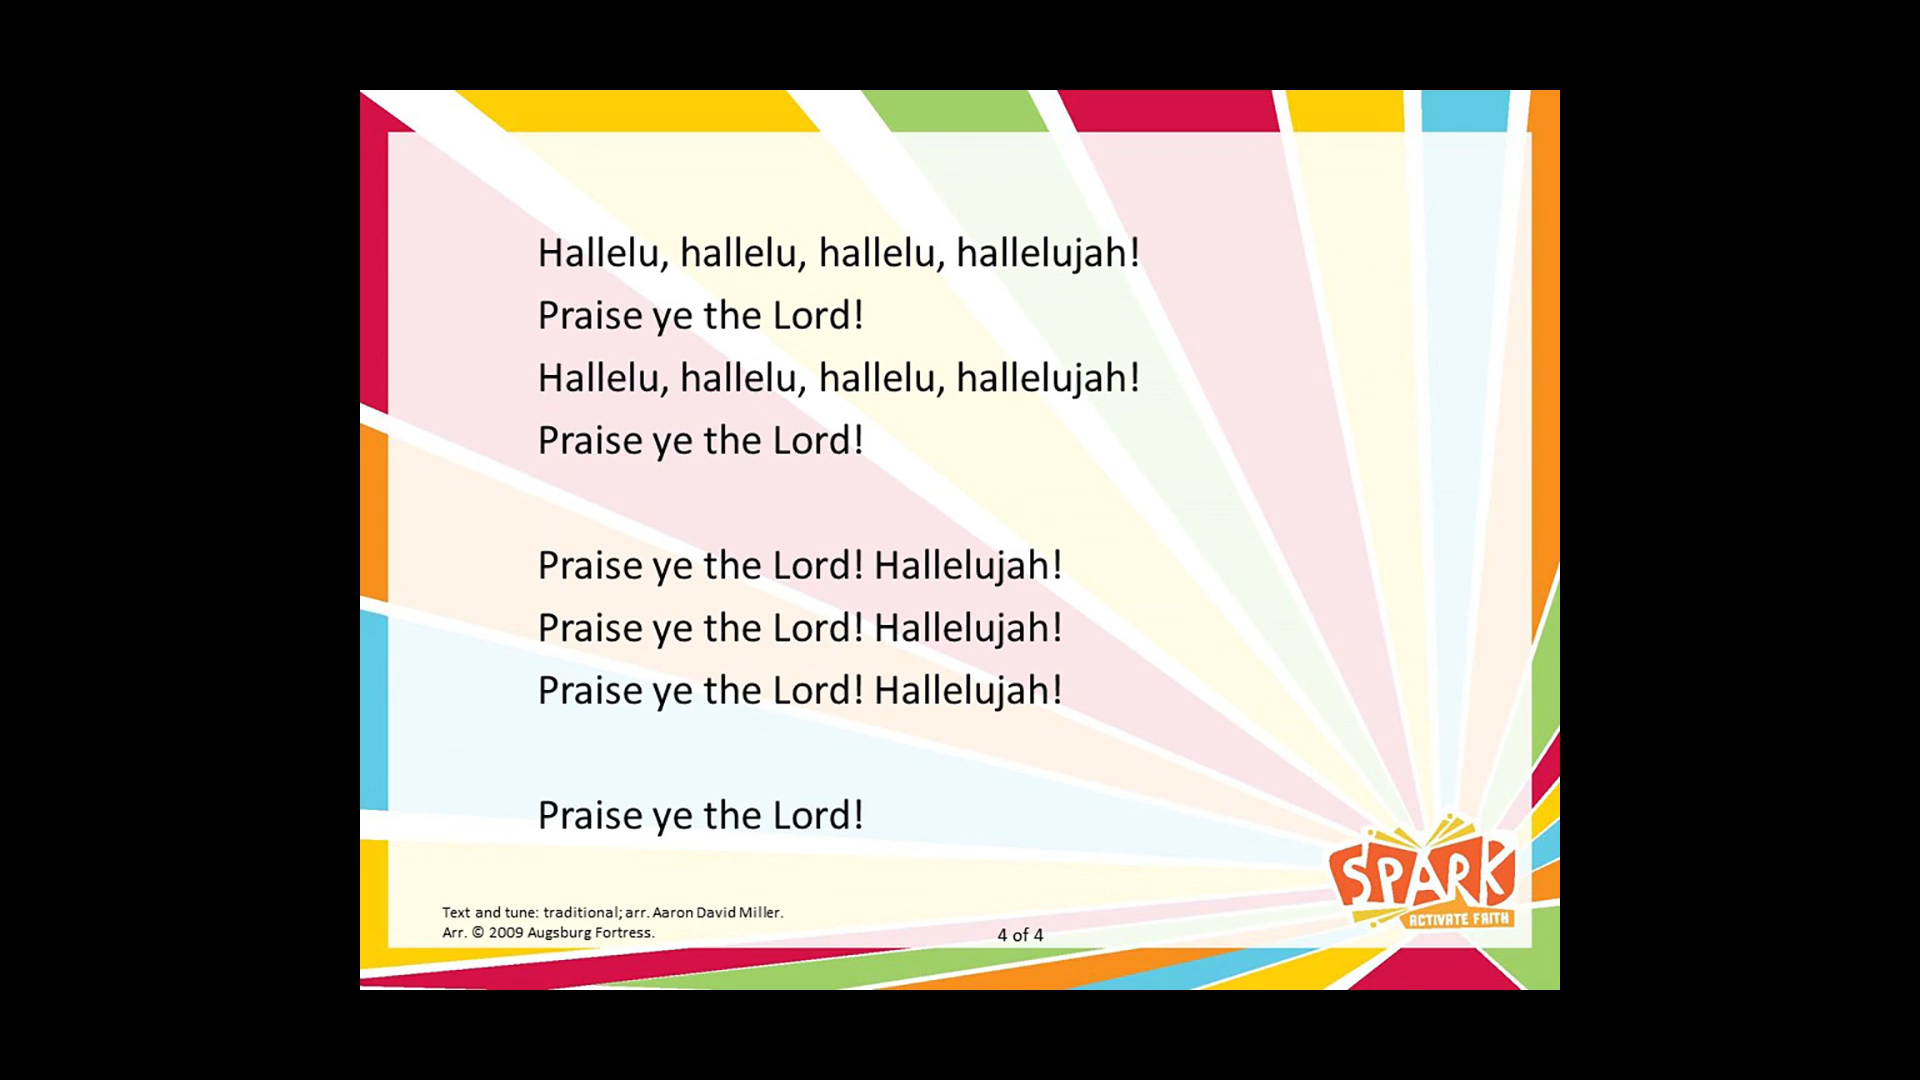 Hallelu, hallelu, hallelu, hallelujah!
Praise ye the Lord!
Hallelu, hallelu, hallelu, hallelujah!
Praise ye the Lord!
Praise ye the Lord! Hallelujah!
Praise ye the Lord! Hallelujah!
Praise ye the Lord! Hallelujah!
Praise ye the Lord!
Text and tune: traditional; arr. Aaron David Miller.
Arr. © 2009 Augsburg Fortress.
4 of 4
SPARK
ACTIVATE FAITH